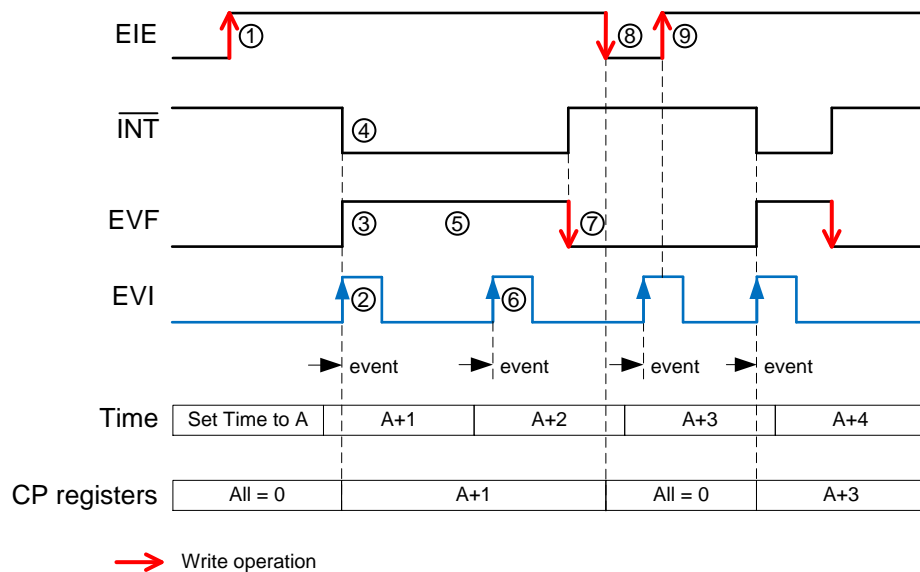 EIE ① ⑧ ⑨
INT ④
EVF ③ ⑤ ⑦
EVI ② ⑥
event event event event
Time Set Time to A A+1 A+2 A+3 A+4
CP registers All = 0 A+1 All = 0 A+3
Write operation